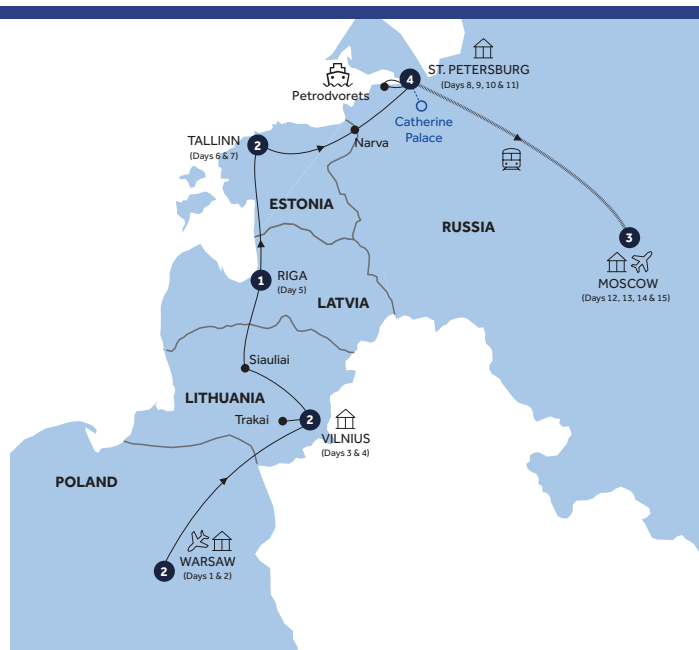 ST. PETERSBURG
(Days 8, 9, 10 & 11)
4
Petrodvorets
Catherine
Palace
TALLINN
(Days 6 & 7)
2
Narva
ESTONIA
RUSSIA
3
MOSCOW
(Days 12, 13, 14 & 15)
1
RIGA
(Day 5)
LATVIA
Siauliai
LITHUANIA
Trakai
2
VILNIUS
(Days 3 & 4)
POLAND
WARSAW
2
(Days 1 & 2)